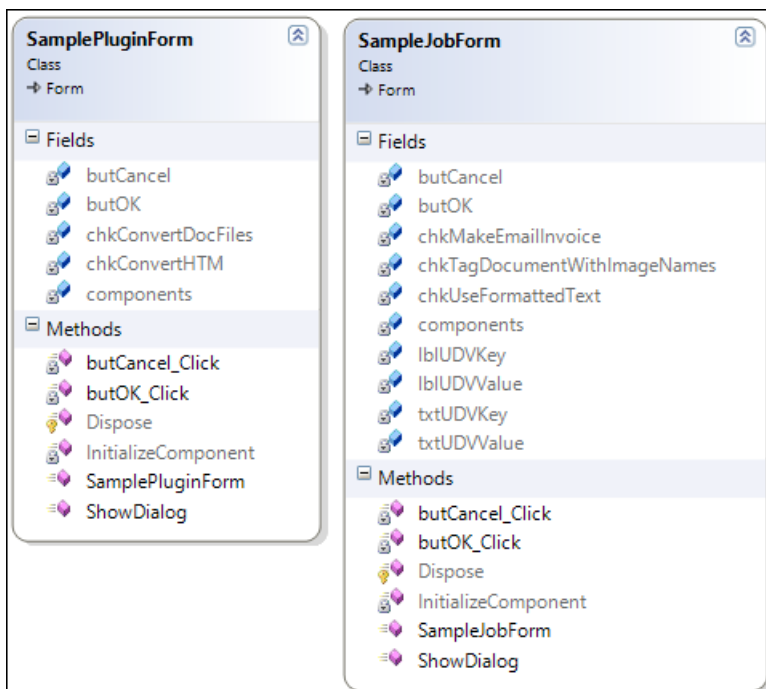 SamplePluginForm
Class
Form
Fields
butCancel
butOK
chkConvertDocFiles
chkConvertHTM
components
Methods
butCancel_Click
butOK_Click
Dispose
InitializeComponent
SamplePluginForm
ShowDialog
SampleJobForm
Class
Form
Fields
butCancel
butOK
chkMakeEmailInvoice
chkTagDocumentWithImageNames
chkUseFormattedText
components
lblUDVKey
lblUDVValue
txtUDVKey
txtUDVValue
Methods
butCancel_Click
butOK_Click
Dispose
InitializeComponent
SampleJobForm
ShowDialog